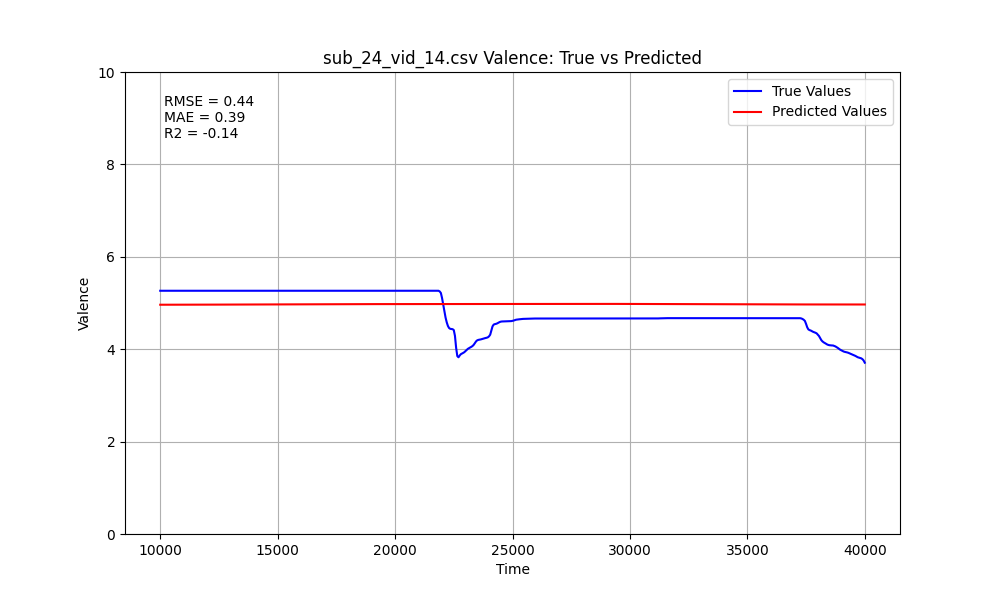 sub_24_vid_14.csv Valence: True vs Predicted
RMSE = 0.44
MAE = 0.39
R2 = -0.14
True Values
Predicted Values
Valence
10
8
6
4
2
0
10000 15000 20000 25000 30000 35000 40000
Time